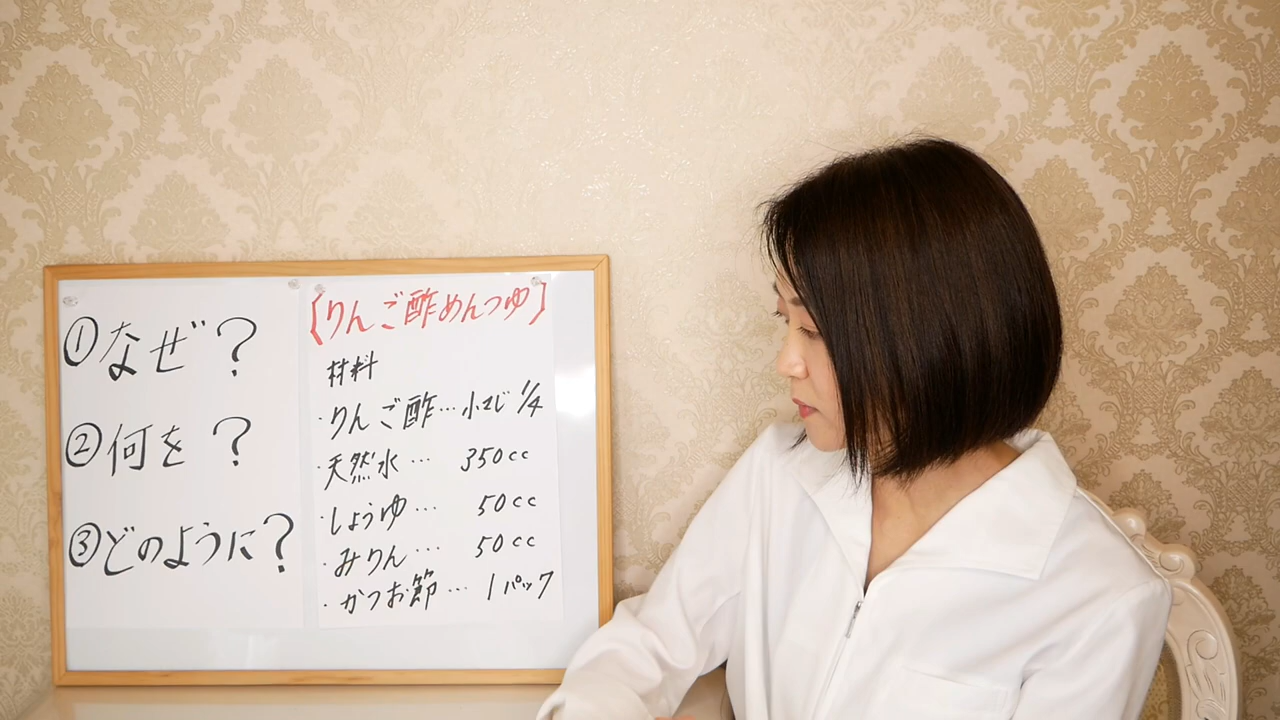 ①なぜ？
②何を？
③どのように？
【りんご酢めんつゆ】
材料
・りんご酢…小さじ1/4
・天然水… 350cc
・しょうゆ… 50cc
・みりん… 50cc
・かつお節… 1パック